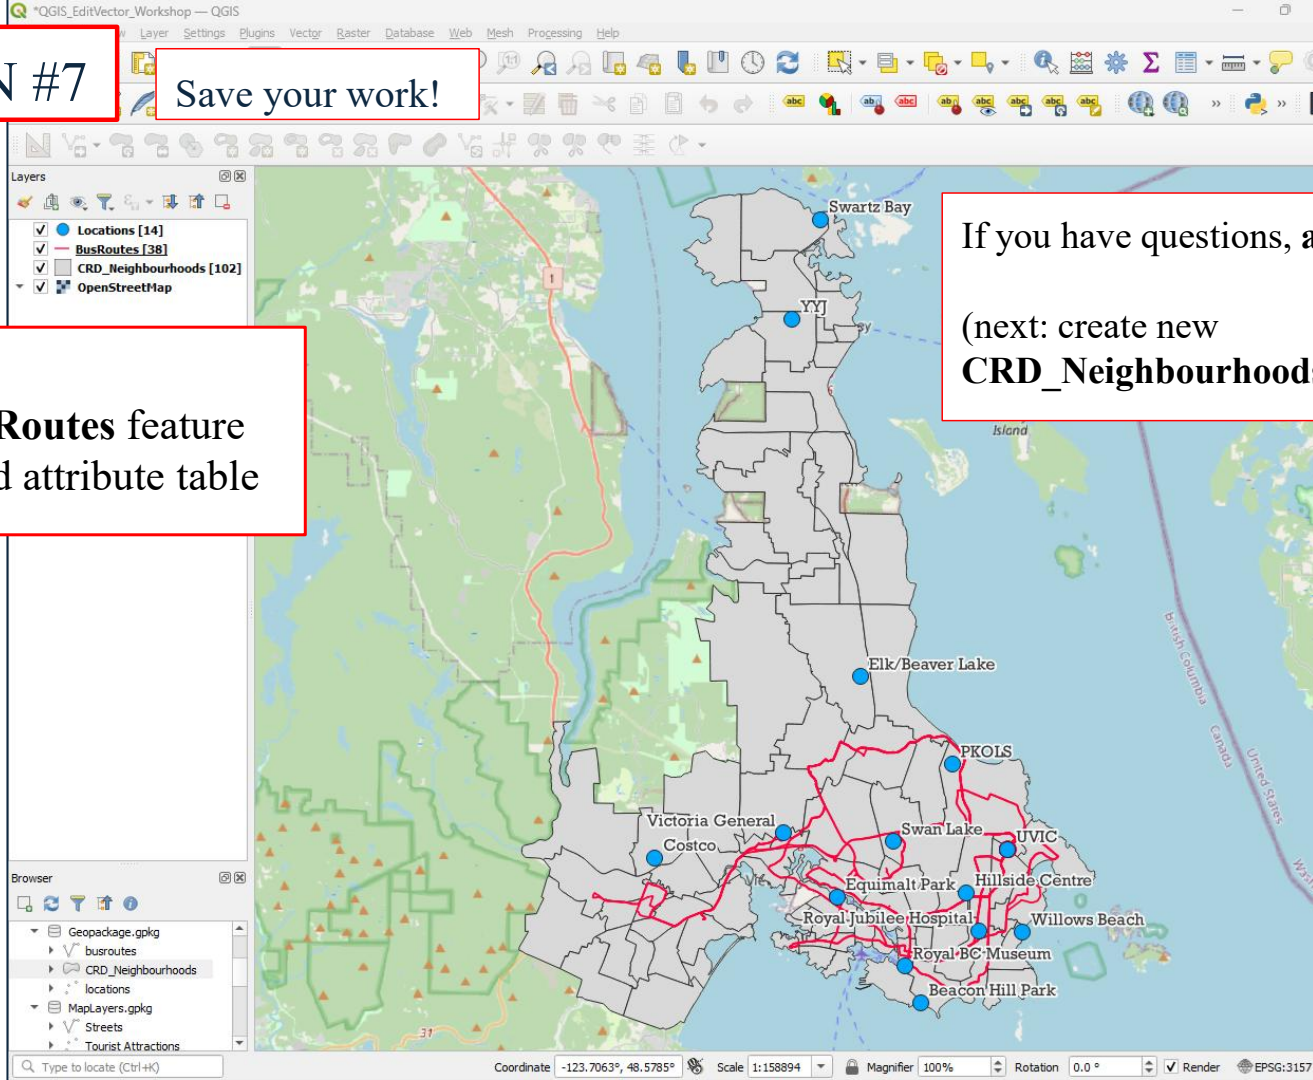 *QGIS_EditVector_Workshop — QGIS
Layer Settings Plugins Vector Raster Database Web Mesh Processing Help
N #7
Save your work!
Layers
Locations [14]
BusRoutes [38]
CRD_Neighbourhoods [102]
OpenStreetMap
Routes feature
d attribute table
If you have questions, a
(next: create new
CRD_Neighbourhoods
Swartz Bay
YYJ
1
Island
Elk/Beaver Lake
British Columbia
Canada
United States
PKOLS
Victoria General
Swan Lake
UVIC
Costco
Equimalt Park
Hillside Centre
Royal Jubilee Hospital
Willows Beach
Royal BC Museum
Beacon Hill Park
31
Browser
Geopackage.gpkg
busroutes
CRD_Neighbourhoods
locations
MapLayers.gpkg
Streets
Tourist Attractions
Type to locate (Ctrl+K)
Coordinate -123.7063°, 48.5785° Scale 1:158894 Magnifier 100% Rotation 0.0 ° Render EPSG:3157